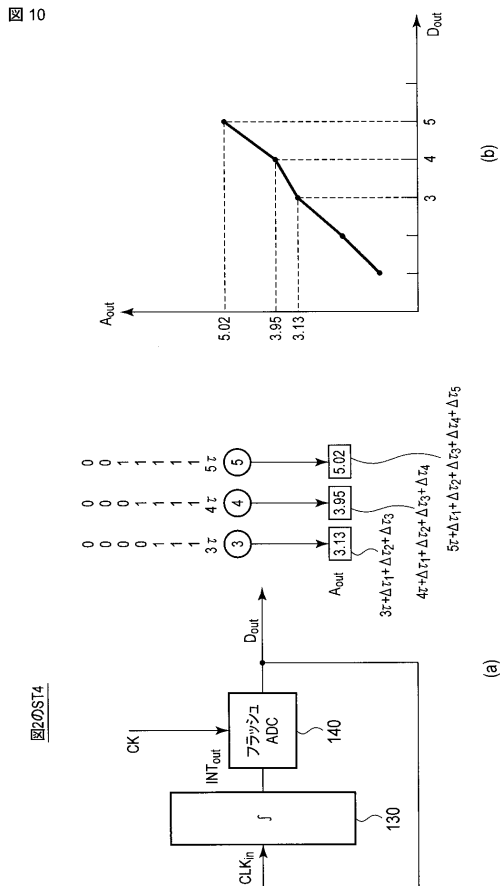 図 10
図2のST4
CLKin
∫
130
INTout
CK
フラッシュ
ADC
140
Dout
0 0 0
0 0 0
0 0 1
0 1 1
1 1 1
1 1 1
1 1 1
3τ 4τ 5τ
3 4 5
Aout 3.13 3.95 5.02
3τ+Δτ1+Δτ2+Δτ3
4τ+Δτ1+Δτ2+Δτ3+Δτ4
5τ+Δτ1+Δτ2+Δτ3+Δτ4+Δτ5
(a)
Aout
5.02
3.95
3.13
3 4 5
Dout
(b)